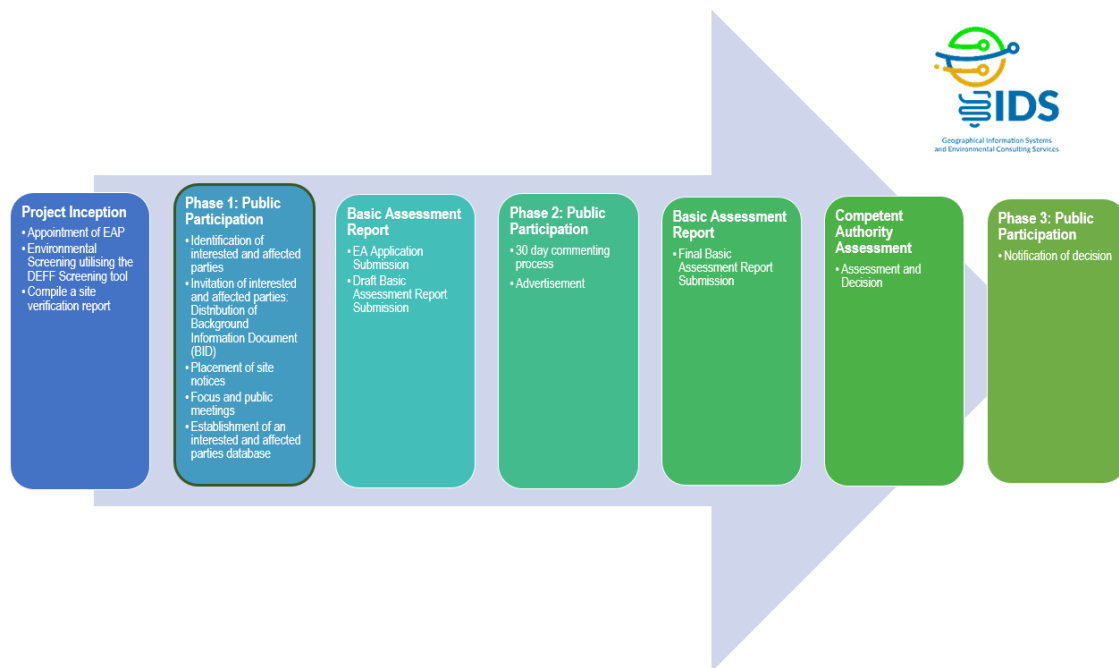 IDS
Geographical Information Systems
and Environmental Consulting Services
Project Inception
•Appointment of EAP
•Environmental
Screening utilising the
DEFF Screening tool
•Compile a site
verification report
Phase 1: Public
Participation
•Identification of
interested and affected
parties
•Invitation of interested
and affected parties:
Distribution of
Background
Information Document
(BID)
•Placement of site
notices
•Focus and public
meetings
•Establishment of an
interested and affected
parties database
Basic Assessment
Report
•EA Application
Submission
•Draft Basic
Assessment Report
Submission
Phase 2: Public
Participation
•30 day commenting
process
•Advertisement
Basic Assessment
Report
•Final Basic
Assessment Report
Submission
Competent
Authority
Assessment
•Assessment and
Decision
Phase 3: Public
Participation
•Notification of decision